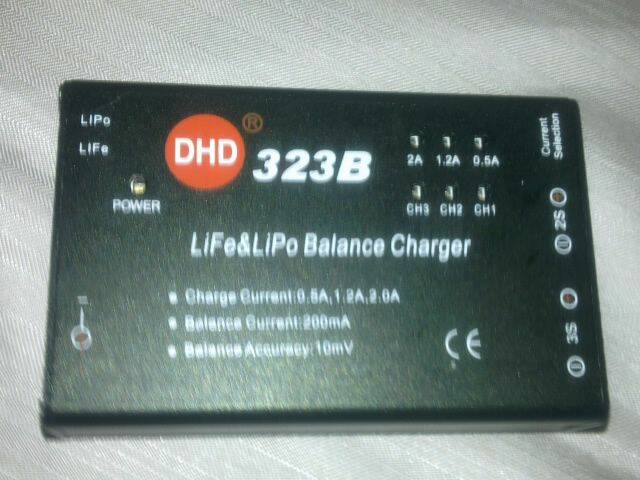 LIPo
LIFe
POWER
DHD ®
323B
2A 1.2A 0.5A
CH3 CH2 CH1
Current
Selection
2S
3S
LiFe&LiPo Balance Charger
Charge Current:0.5A,1.2A,2.0A
Balance Current:200mA
Balance Accuracy:10mV
CE